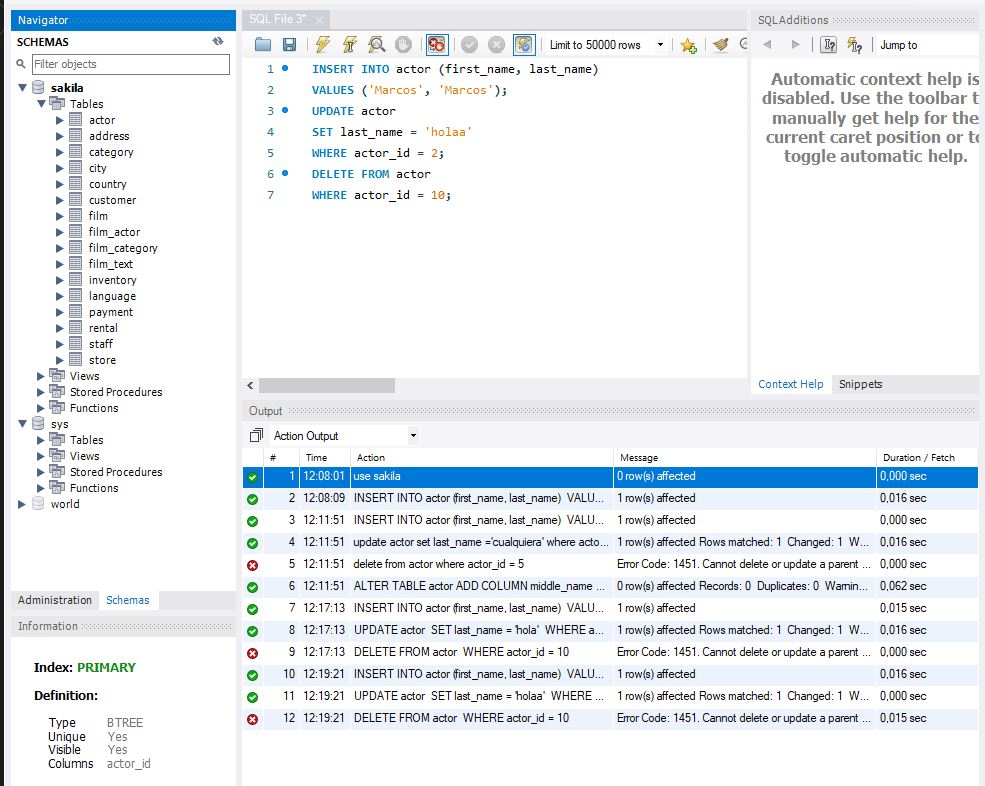 Navigator
SCHEMAS
Filter objects
sakila
Tables
actor
address
category
city
country
customer
film
film_actor
film_category
film_text
inventory
language
payment
rental
staff
store
Views
Stored Procedures
Functions
sys
Tables
Views
Stored Procedures
Functions
world
Administration Schemas
Information
Index: PRIMARY
Definition:
Type BTREE
Unique Yes
Visible Yes
Columns actor_id
SQL File 3*
Limit to 50000 rows
1 INSERT INTO actor (first_name, last_name)
2 VALUES ('Marcos', 'Marcos');
3 UPDATE actor
4 SET last_name = 'holaa'
5 WHERE actor_id = 2;
6 DELETE FROM actor
7 WHERE actor_id = 10;
SQLAdditions
Jump to
Automatic context help is
disabled. Use the toolbar t
manually get help for the
current caret position or to
toggle automatic help.
Context Help Snippets
Output
Action Output
# Time Action Message Duration / Fetch
1 12:08:01 use sakila 0 row(s) affected 0,000 sec
2 12:08:09 INSERT INTO actor (first_name, last_name) VALU... 1 row(s) affected 0,016 sec
3 12:11:51 INSERT INTO actor (first_name, last_name) VALU... 1 row(s) affected 0,000 sec
4 12:11:51 update actor set last_name ='cualquiera' where acto... 1 row(s) affected Rows matched: 1 Changed: 1 W... 0,016 sec
5 12:11:51 delete from actor where actor_id = 5 Error Code: 1451. Cannot delete or update a parent ... 0,000 sec
6 12:11:51 ALTER TABLE actor ADD COLUMN middle_name ... 0 row(s) affected Records: 0 Duplicates: 0 Warnin... 0,062 sec
7 12:17:13 INSERT INTO actor (first_name, last_name) VALU... 1 row(s) affected 0,015 sec
8 12:17:13 UPDATE actor SET last_name = 'hola' WHERE a... 1 row(s) affected Rows matched: 1 Changed: 1 W... 0,016 sec
9 12:17:13 DELETE FROM actor WHERE actor_id = 10 Error Code: 1451. Cannot delete or update a parent ... 0,000 sec
10 12:19:21 INSERT INTO actor (first_name, last_name) VALU... 1 row(s) affected 0,016 sec
11 12:19:21 UPDATE actor SET last_name = 'holaa' WHERE ... 1 row(s) affected Rows matched: 1 Changed: 1 W... 0,000 sec
12 12:19:21 DELETE FROM actor WHERE actor_id = 10 Error Code: 1451. Cannot delete or update a parent ... 0,015 sec